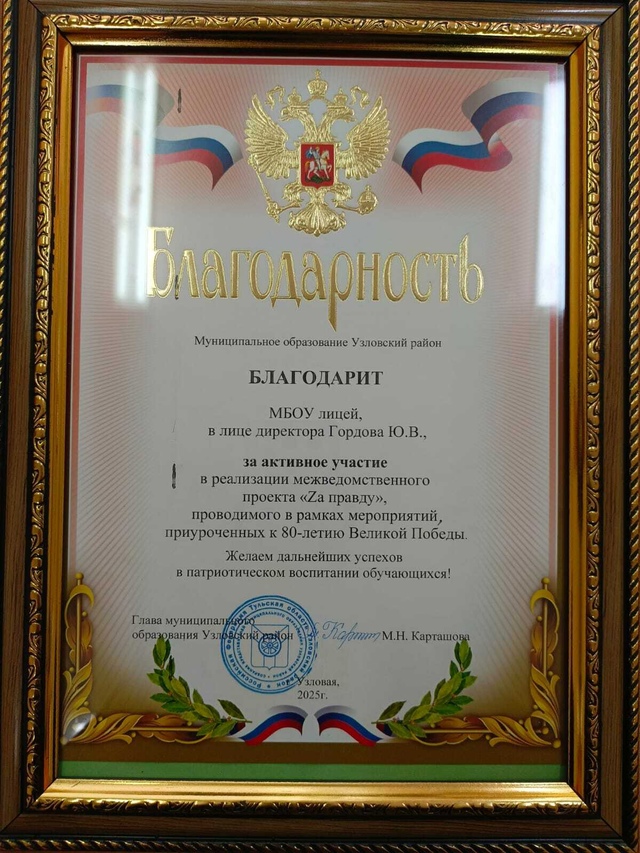 Благодарность
Муниципальное образование Узловский район
БЛАГОДАРИТ
МБОУ лицей,
в лице директора Гордова Ю.В.,
за активное участие
в реализации межведомственного
проекта «Zа правду»,
проводимого в рамках мероприятий,
приуроченных к 80-летию Великой Победы.
Желаем дальнейших успехов
в патриотическом воспитании обучающихся!
Глава муниципального
образования Узловский район М.Н. Карташова
г. Узловая,
2025г.